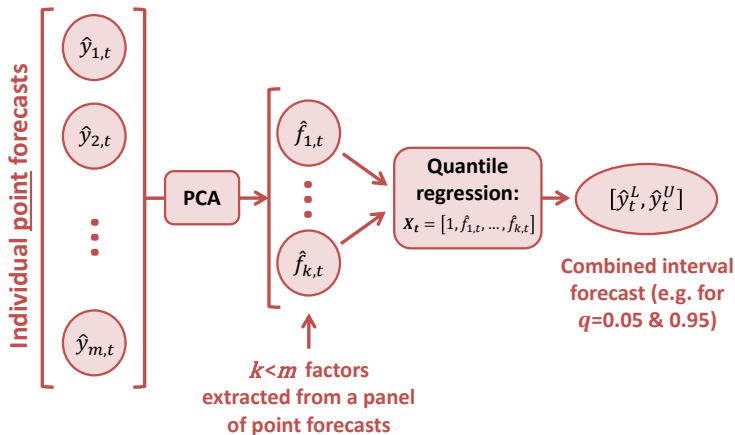 Individual point forecasts
ŷ₁,ₜ
ŷ₂,ₜ
⋮
ŷₘ,ₜ
PCA
f̂₁,ₜ
⋮
f̂ₖ,ₜ
k<m factors
extracted from a panel
of point forecasts
Quantile
regression:
Xₜ = [1, f̂₁,ₜ, …, f̂ₖ,ₜ]
[ŷₜᴸ, ŷₜᵁ]
Combined interval
forecast (e.g. for
q=0.05 & 0.95)